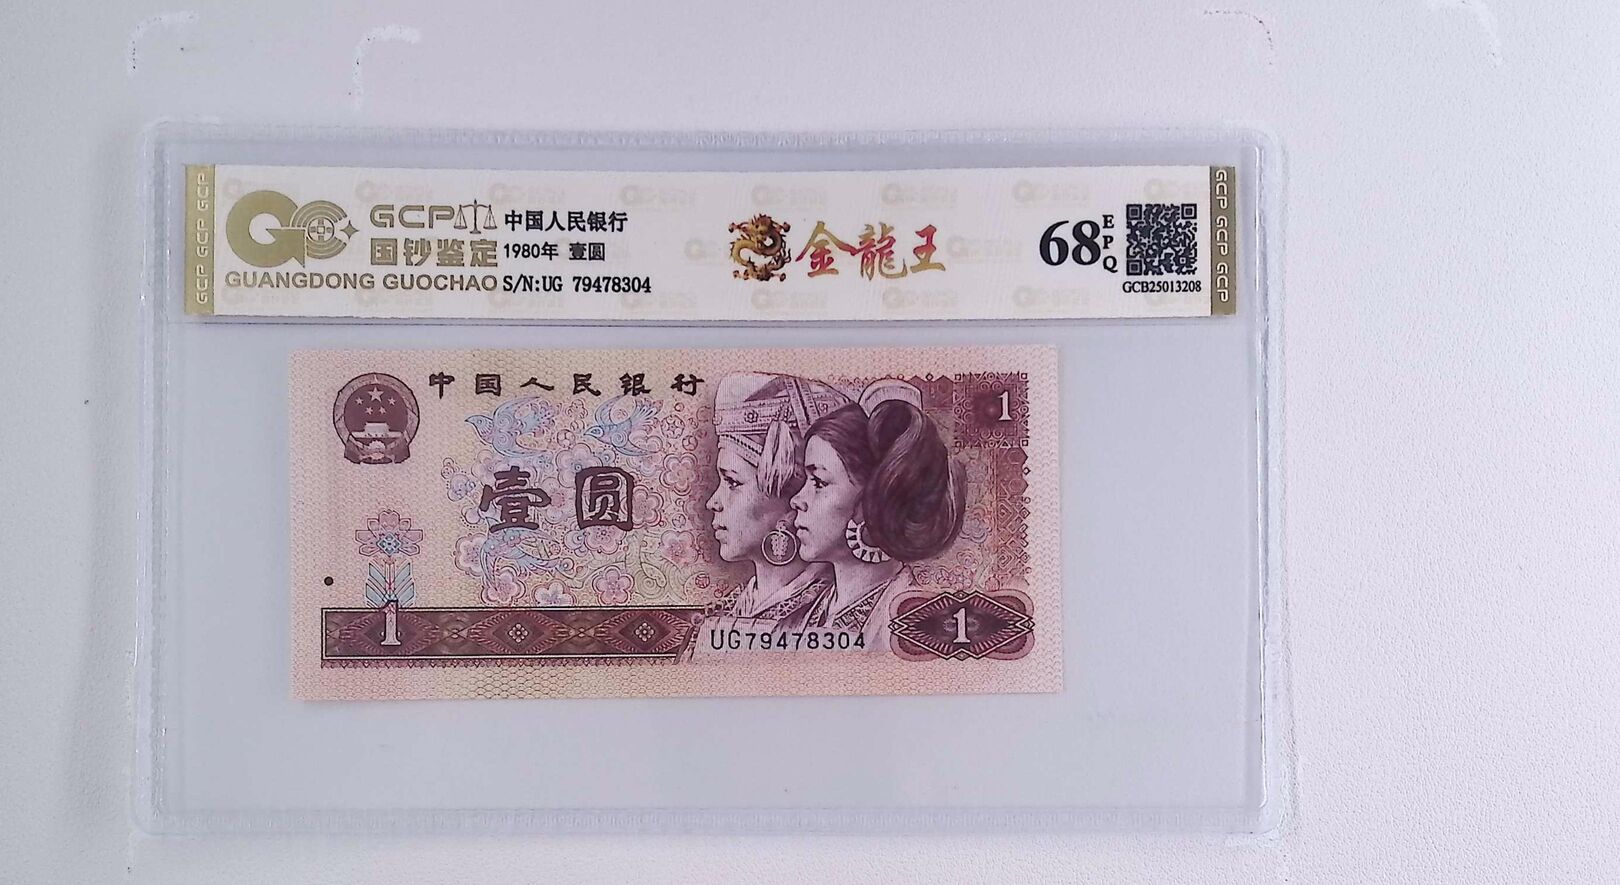 GCP GCP GCP
GCP
国钞鉴定
GUANGDONG GUOCHAO
中国人民银行
1980年 壹圆
S/N:UG 79478304
金龍王
68
EPQ
GCB25013208
GCP GCP GCP
中国人民银行
1
壹圆
1
UG79478304
1